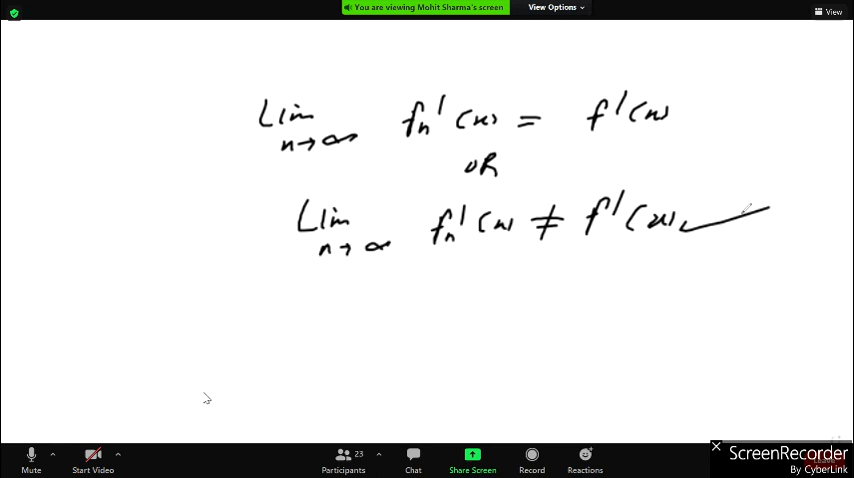 You are viewing Mohit Sharma's screen
View Options
View
Lim n→∞ fn'(x) = f'(x)
OR
Lim n→∞ fn'(x) ≠ f'(x)
Mute
Start Video
Participants
23
Chat
Share Screen
Record
Reactions
ScreenRecorder
By CyberLink